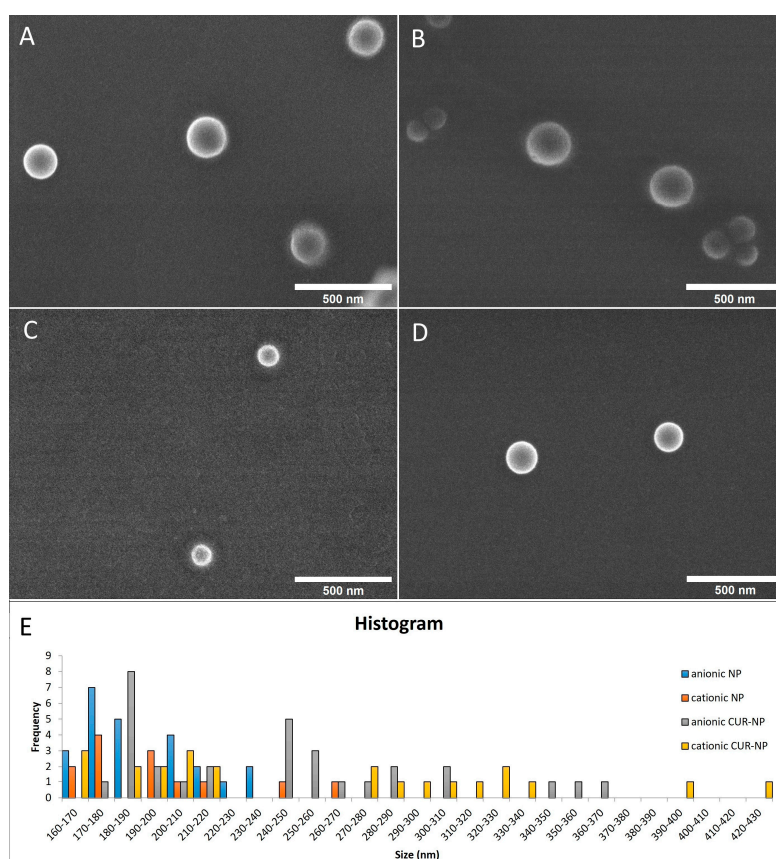 A
B
500 nm
500 nm
C
D
500 nm
500 nm
E
Histogram
Frequency
9
8
7
6
5
4
3
2
1
0
anionic NP
cationic NP
anionic CUR-NP
cationic CUR-NP
160-170
170-180
180-190
190-200
200-210
210-220
220-230
230-240
240-250
250-260
260-270
270-280
280-290
290-300
300-310
310-320
320-330
330-340
340-350
350-360
360-370
370-380
380-390
390-400
400-410
410-420
420-430
Size (nm)